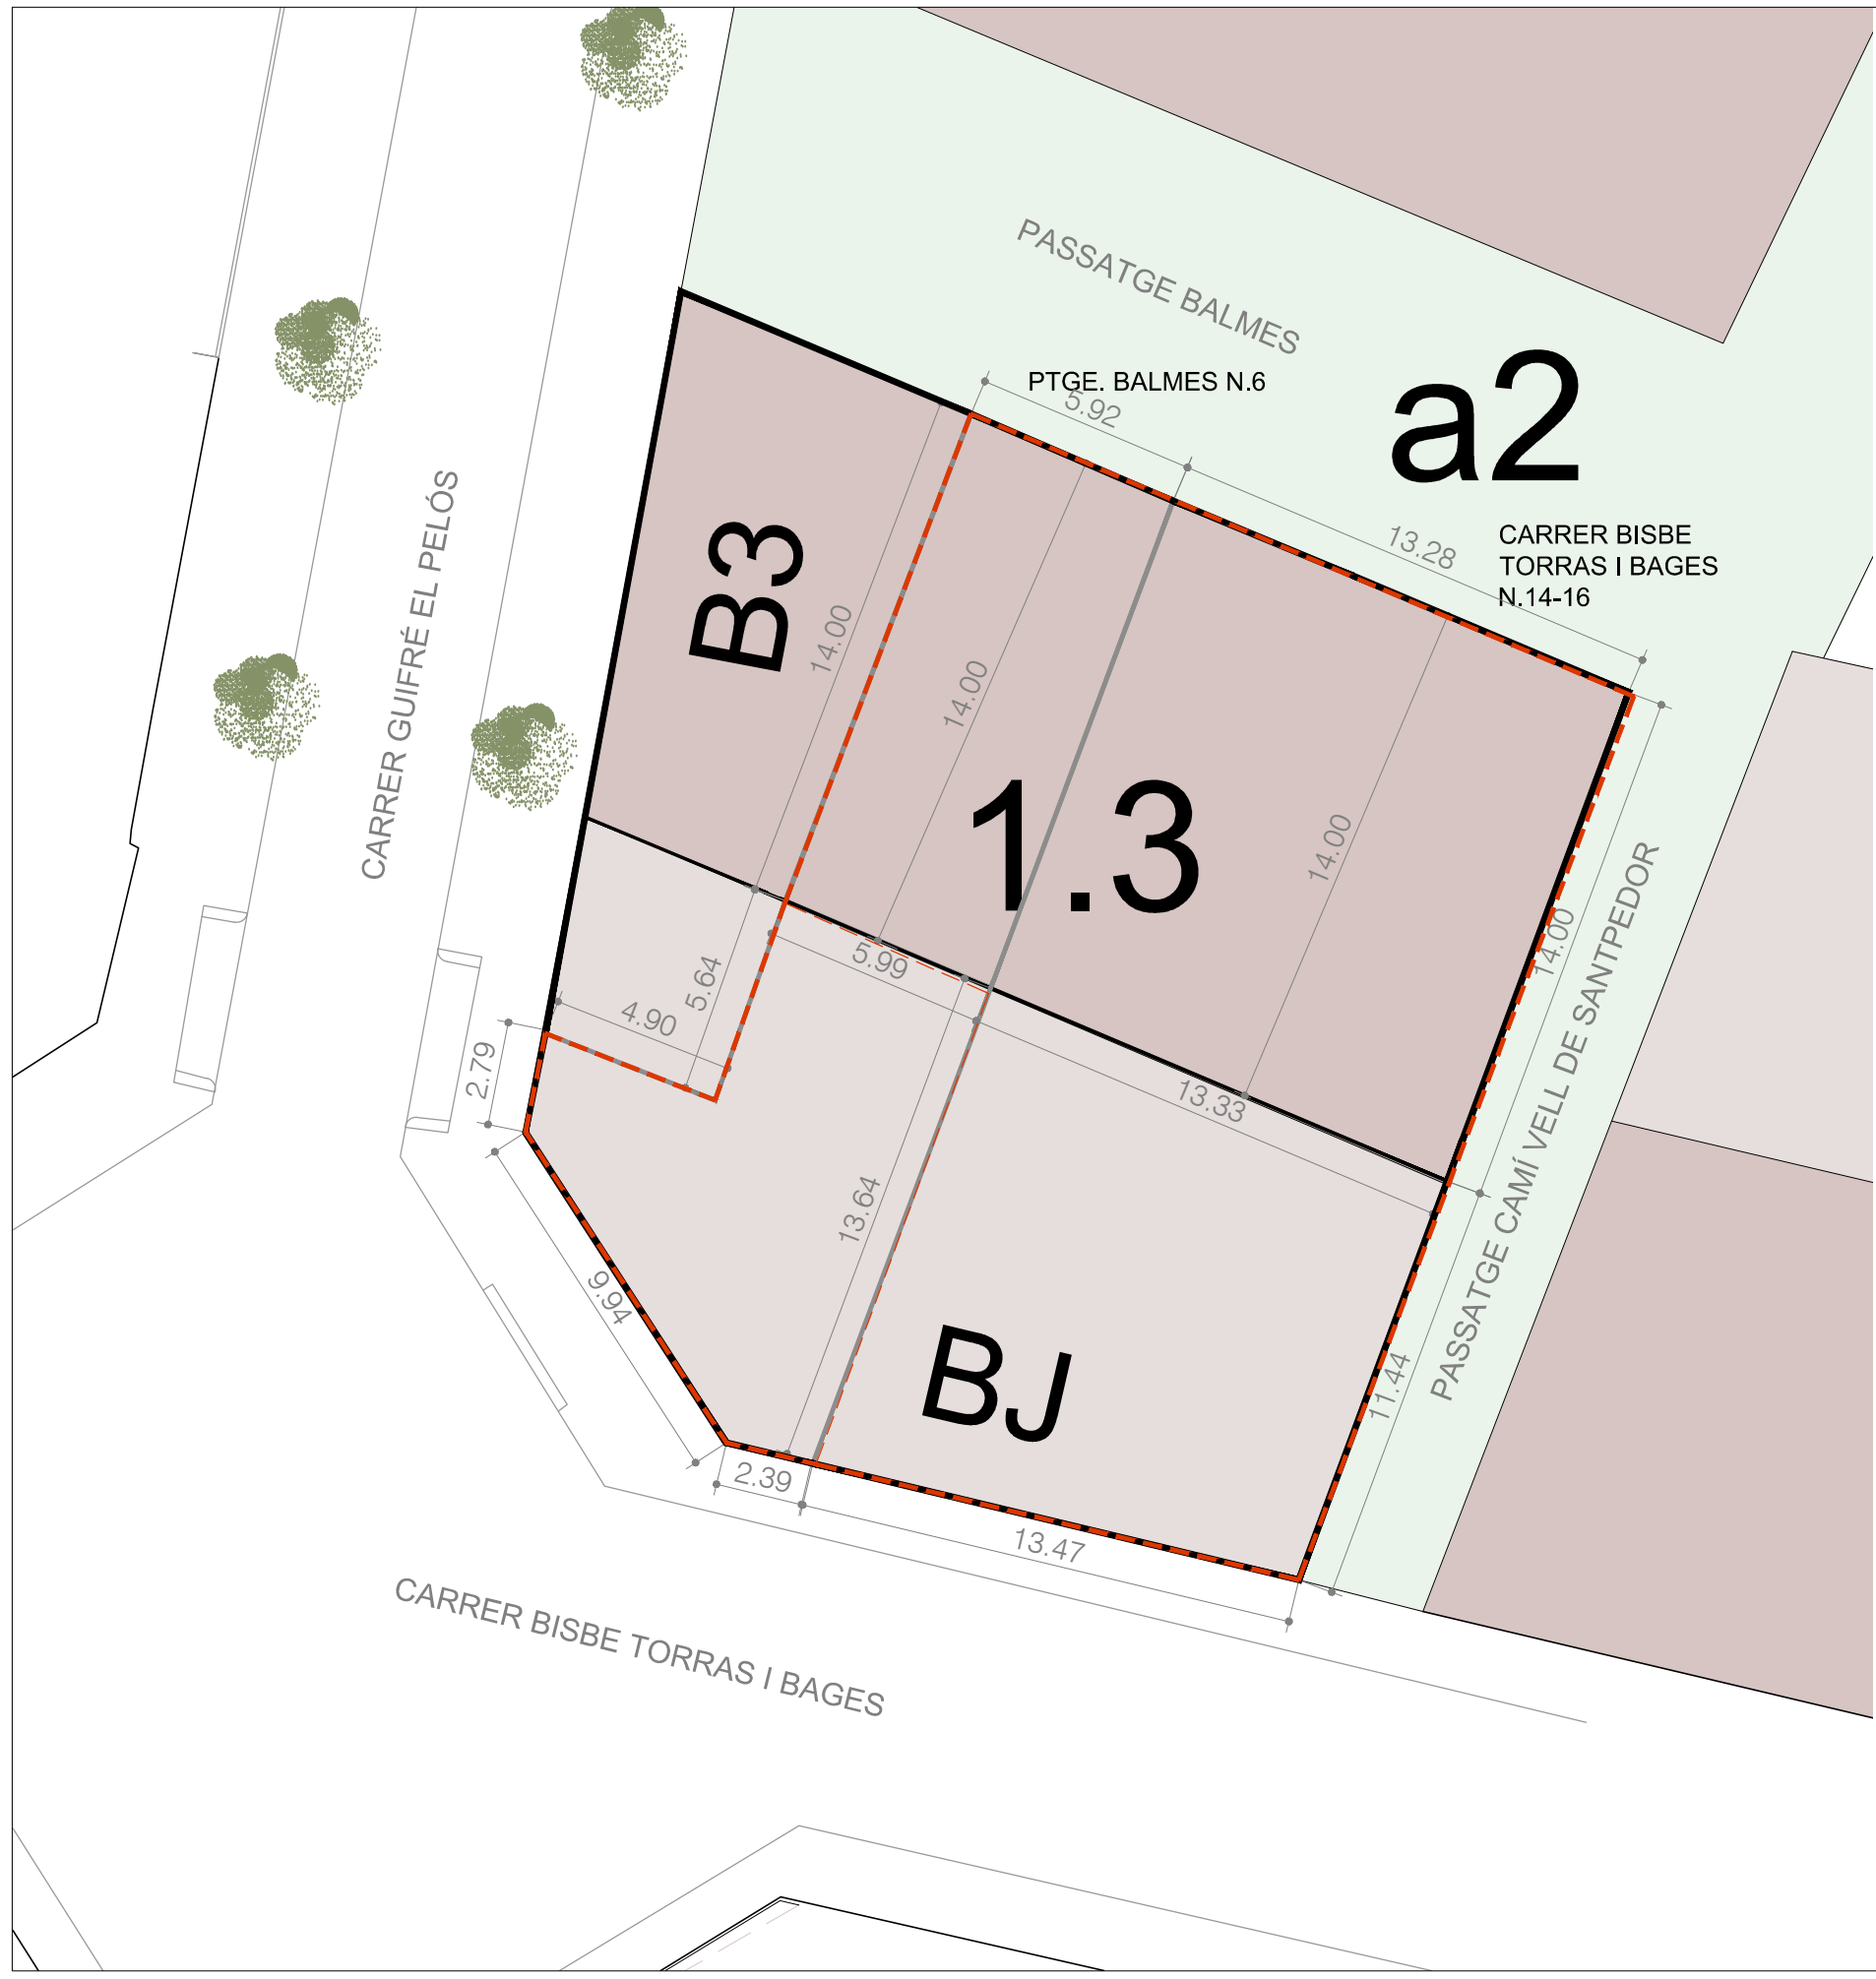 PASSATGE BALMES
PTGE. BALMES N.6
5.92
a2
13.28
CARRER BISBE
TORRAS I BAGES
N.14-16
CARRER GUIFRÉ EL PELÓS
B3
14.00
14.00
1.3
14.00
14.00
PASSATGE CAMÍ VELL DE SANTPEDOR
5.99
5.64
4.90
2.79
13.33
13.64
9.94
BJ
11.44
2.39
13.47
CARRER BISBE TORRAS I BAGES